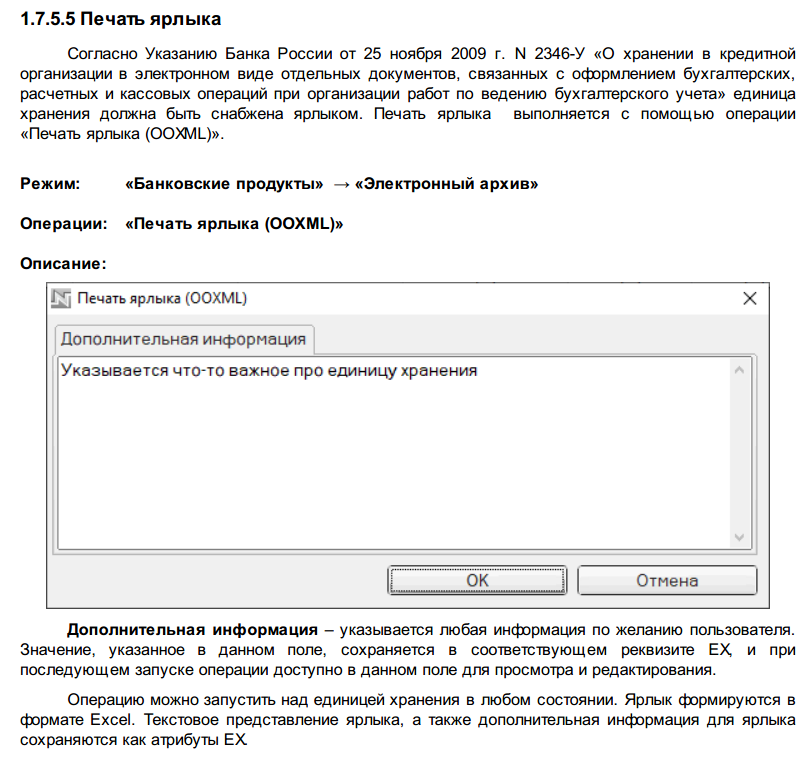 1.7.5.5 Печать ярлыка
Согласно Указанию Банка России от 25 ноября 2009 г. N 2346-У «О хранении в кредитной
организации в электронном виде отдельных документов, связанных с оформлением бухгалтерских,
расчетных и кассовых операций при организации работ по ведению бухгалтерского учета» единица
хранения должна быть снабжена ярлыком. Печать ярлыка выполняется с помощью операции
«Печать ярлыка (OOXML)».
Режим: «Банковские продукты» → «Электронный архив»
Операции: «Печать ярлыка (OOXML)»
Описание:
Печать ярлыка (OOXML)
Дополнительная информация
Указывается что-то важное про единицу хранения
OK
Отмена
Дополнительная информация – указывается любая информация по желанию пользователя.
Значение, указанное в данном поле, сохраняется в соответствующем реквизите ЕХ, и при
последующем запуске операции доступно в данном поле для просмотра и редактирования.
Операцию можно запустить над единицей хранения в любом состоянии. Ярлык формируются в
формате Excel. Текстовое представление ярлыка, а также дополнительная информация для ярлыка
сохраняются как атрибуты ЕХ.